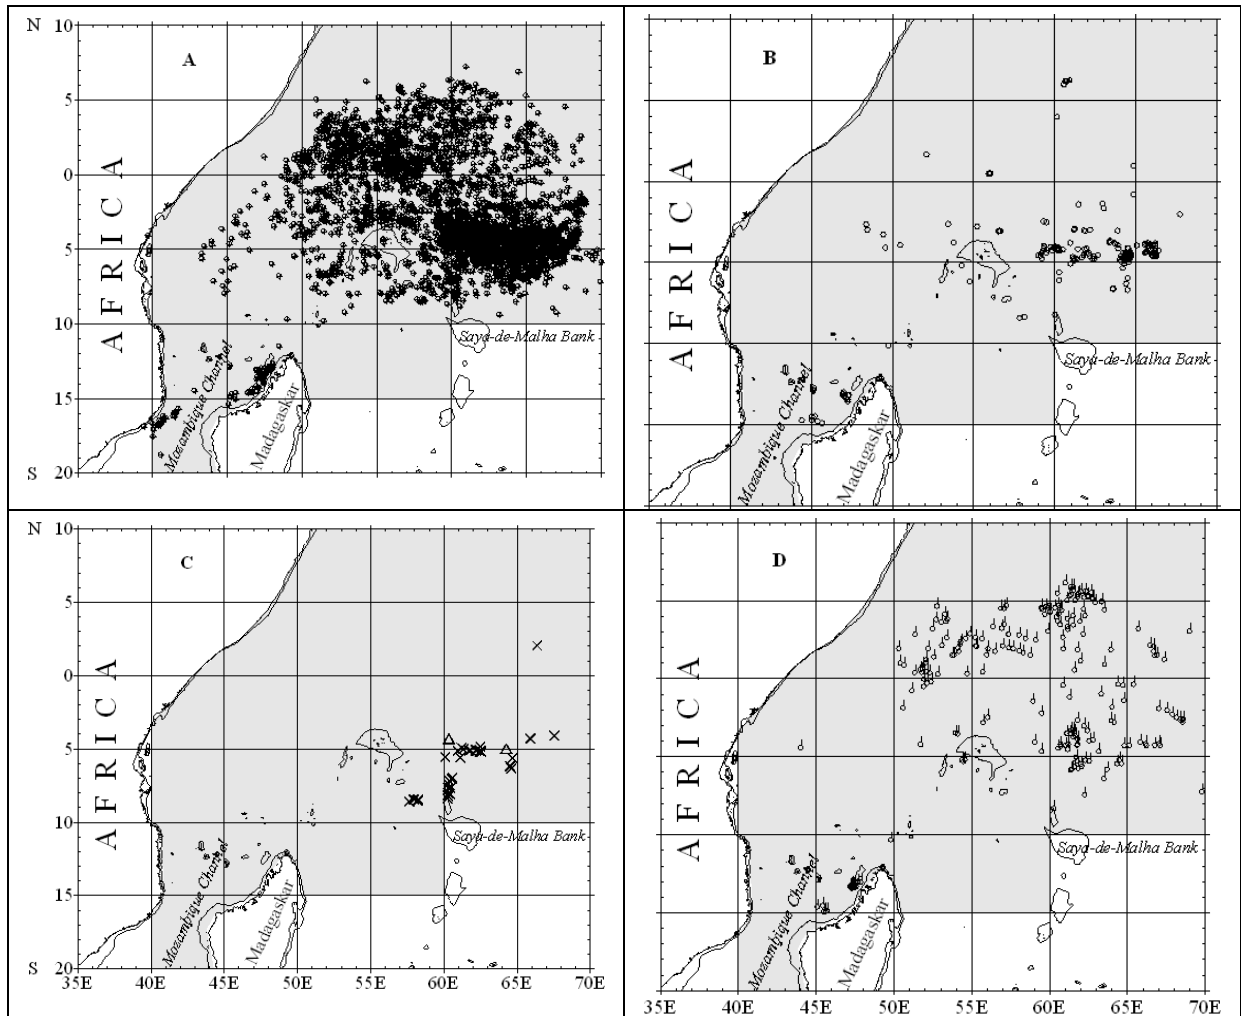 N 10
A
5
0
5
10
15
S 20
AFRICA
Saya-de-Malha Bank
Mozambique Channel
Madagaskar
B
AFRICA
Saya-de-Malha Bank
Mozambique Channel
Madagaskar
N 10
C
5
0
5
10
15
S 20
AFRICA
Saya-de-Malha Bank
Mozambique Channel
Madagaskar
35E 40E 45E 50E 55E 60E 65E 70E
D
AFRICA
Saya-de-Malha Bank
Mozambique Channel
Madagaskar
35E 40E 45E 50E 55E 60E 65E 70E